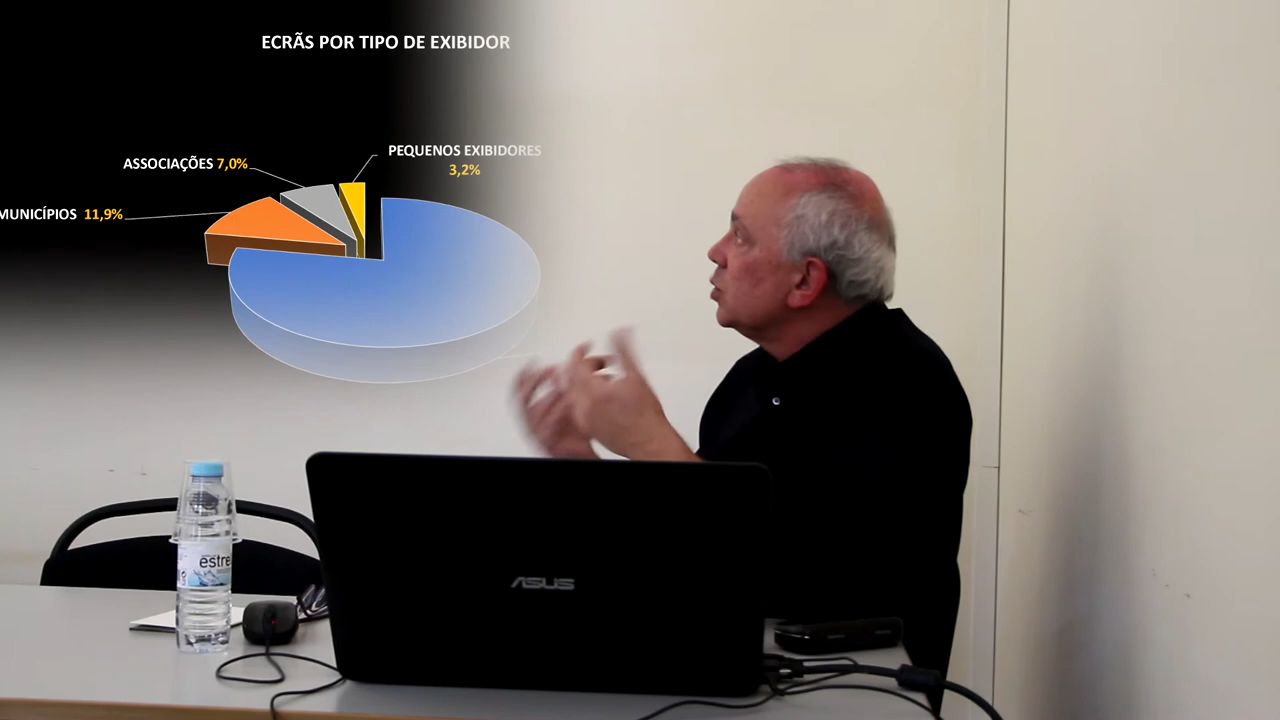 ECRÃS POR TIPO DE EXIBIDOR
PEQUENOS EXIBIDORES
3,2%
ASSOCIAÇÕES 7,0%
MUNICÍPIOS 11,9%
estre
ASUS